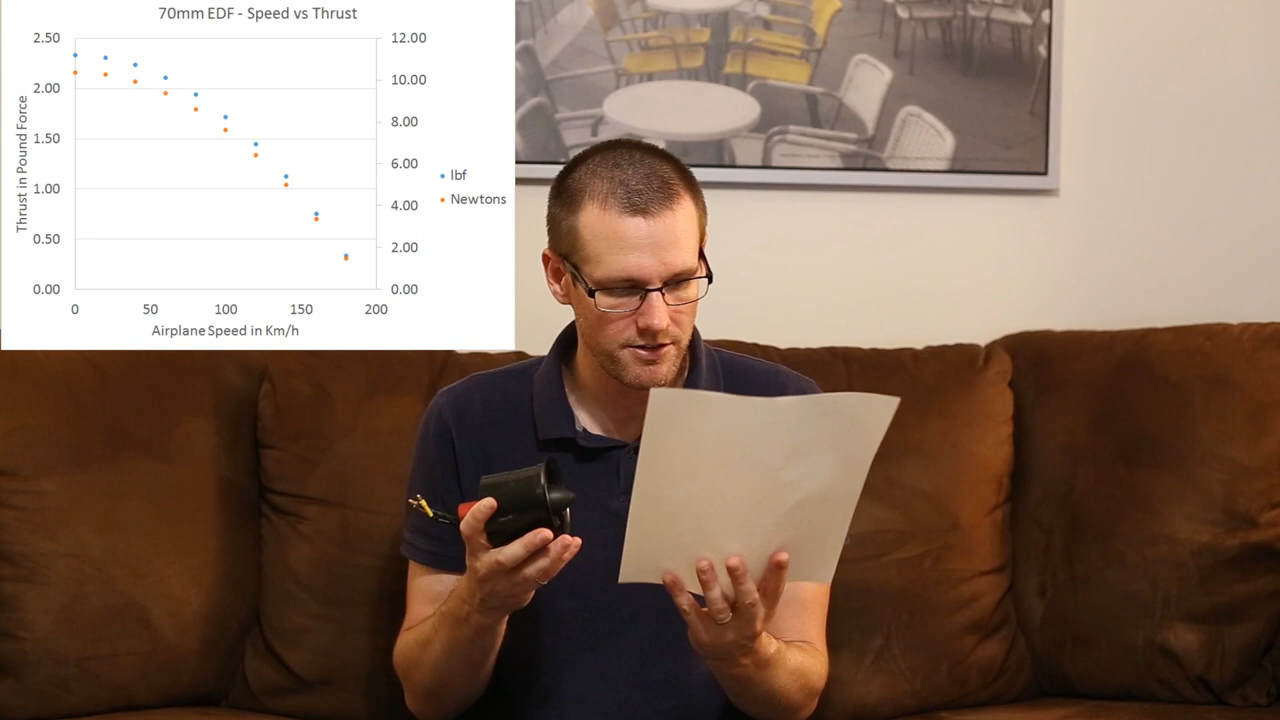 70mm EDF - Speed vs Thrust
2.50
2.00
1.50
1.00
0.50
0.00
Thrust in Pound Force
12.00
10.00
8.00
6.00
4.00
2.00
0.00
0 50 100 150 200
Airplane Speed in Km/h
lbf
Newtons